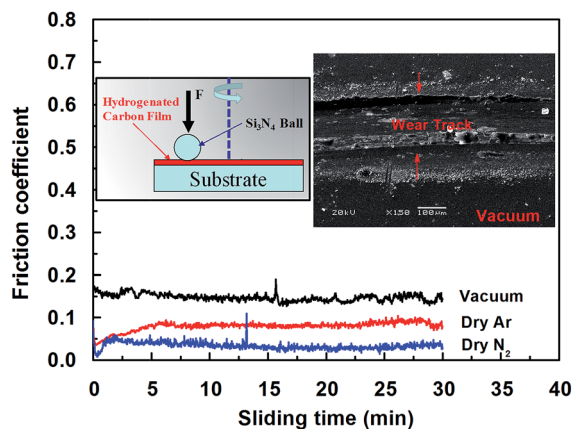 Friction coefficient
0.8
0.7
0.6
0.5
0.4
0.3
0.2
0.1
0.0
Hydrogenated
Carbon Film
F
Si₃N₄ Ball
Substrate
Wear Track
20kV X150 100μm
Vacuum
Vacuum
Dry Ar
Dry N₂
0 5 10 15 20 25 30 35 40
Sliding time (min)